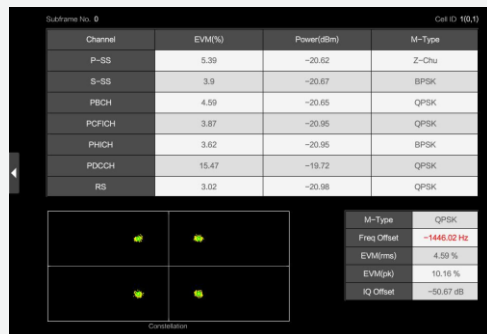 Subframe No. 0 Cell ID 1(0,1)
Channel EVM(%) Power(dBm) M-Type
P-SS 5.39 -20.62 Z-Chu
S-SS 3.9 -20.67 BPSK
PBCH 4.59 -20.65 QPSK
PCFICH 3.87 -20.95 QPSK
PHICH 3.62 -20.95 BPSK
PDCCH 15.47 -19.72 QPSK
RS 3.02 -20.98 QPSK
M-Type QPSK
Freq Offset -1446.02 Hz
EVM(rms) 4.59 %
EVM(pk) 10.16 %
IQ Offset -50.67 dB
Constellation